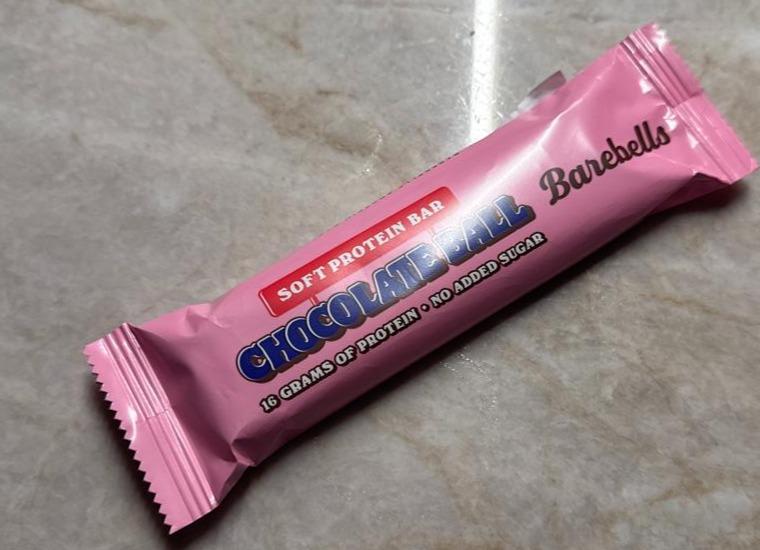 SOFT PROTEIN BAR
CHOCOLATE BALL
16 GRAMS OF PROTEIN • NO ADDED SUGAR
Barebells